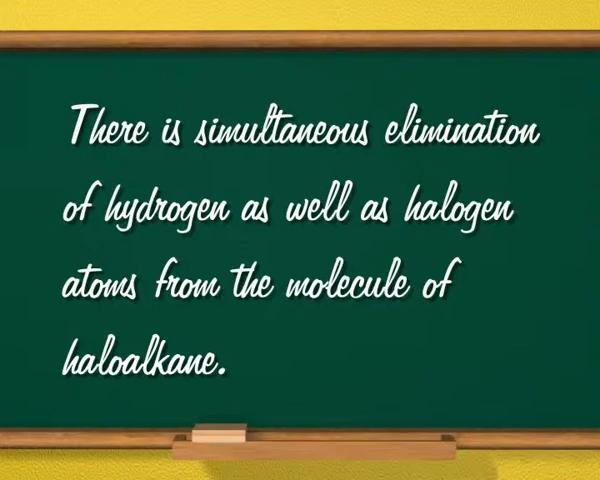 There is simultaneous elimination
of hydrogen as well as halogen
atoms from the molecule of
haloalkane.